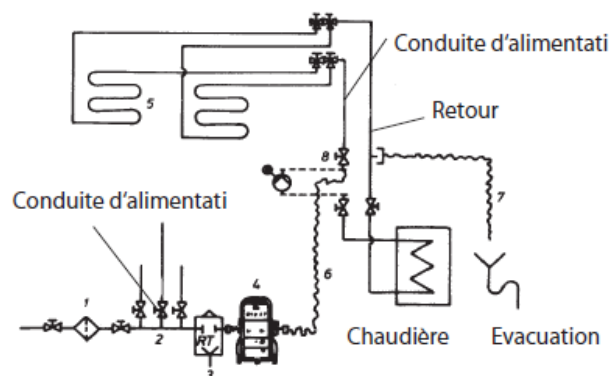 Conduite d'alimentati
5
Retour
8
Conduite d'alimentati
7
6
4
1
2
RT
3
Chaudière
Evacuation